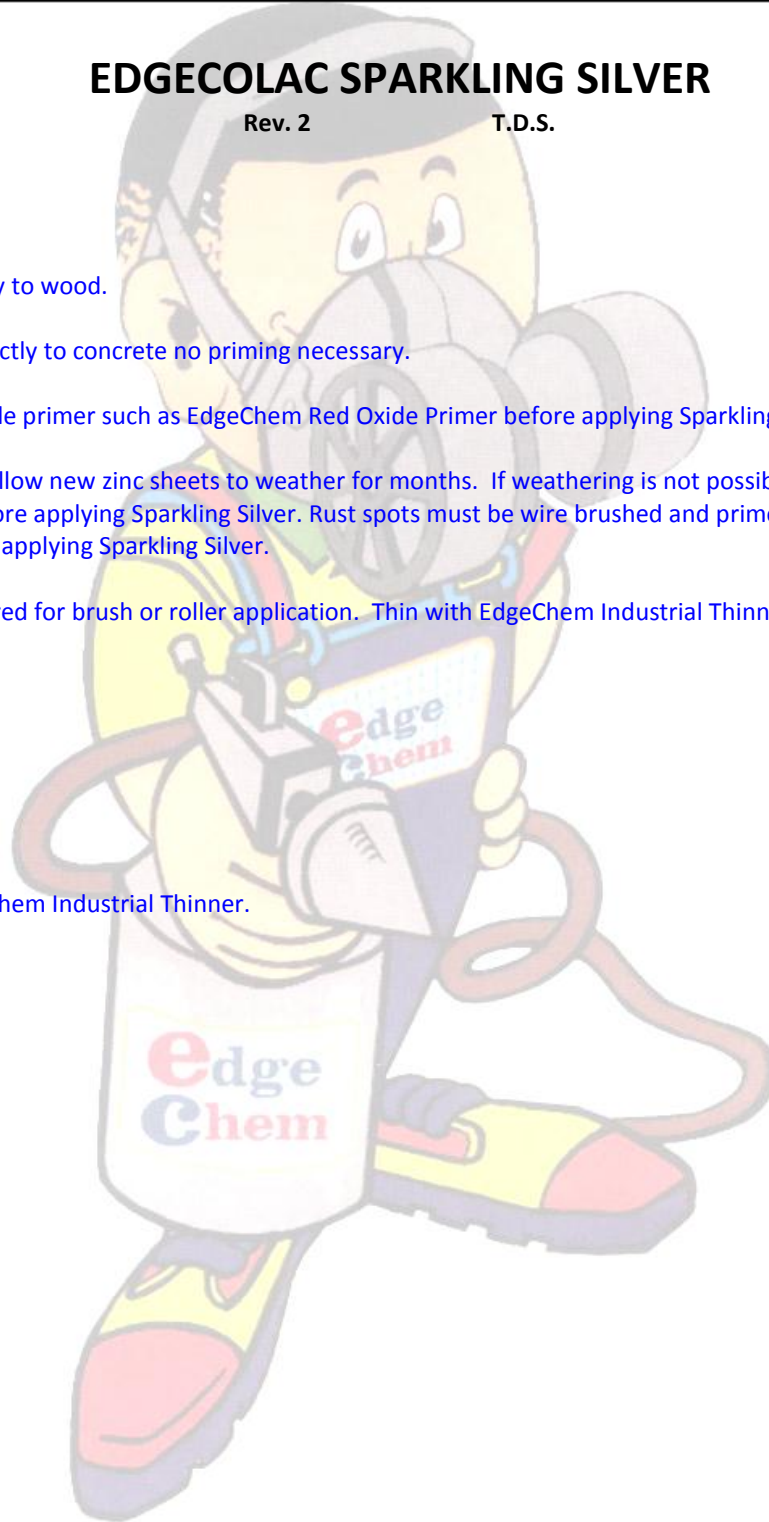 EDGECOLAC SPARKLING SILVER
Rev. 2 T.D.S.
y to wood.
ctly to concrete no priming necessary.
le primer such as EdgeChem Red Oxide Primer before applying Sparkling
llow new zinc sheets to weather for months. If weathering is not possib
ore applying Sparkling Silver. Rust spots must be wire brushed and prime
applying Sparkling Silver.
ed for brush or roller application. Thin with EdgeChem Industrial Thinn
edge
Chem
hem Industrial Thinner.
edge
Chem